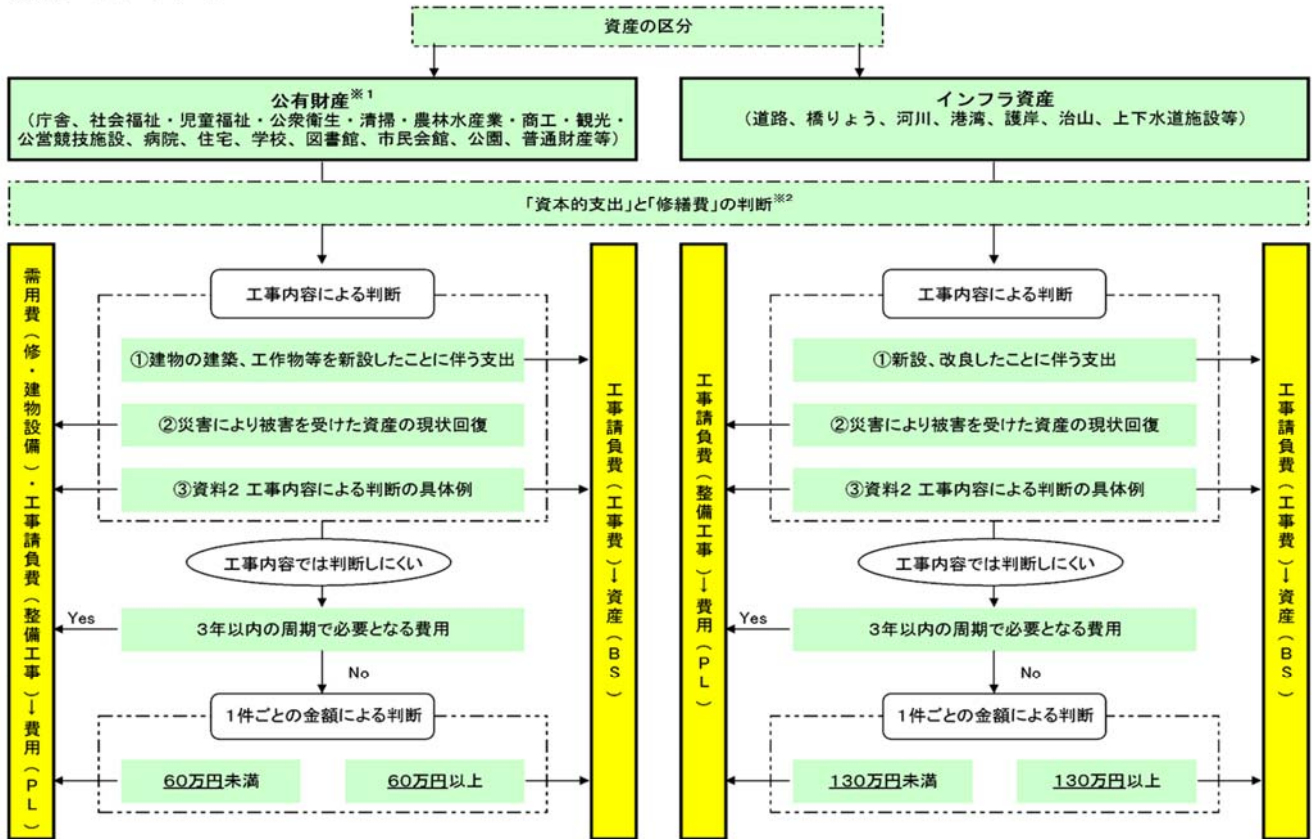 資産の区分
公有財産※1
(庁舎、社会福祉・児童福祉・公衆衛生・清掃・農林水産業・商工・観光・
公営競技施設、病院、住宅、学校、図書館、市民会館、公園、普通財産等)
インフラ資産
(道路、橋りょう、河川、港湾、護岸、治山、上下水道施設等)
「資本的支出」と「修繕費」の判断※2
需用費(修・建物設備)・工事請負費(整備工事)→費用(PL)
工事内容による判断
①建物の建築、工作物等を新設したことに伴う支出
②災害により被害を受けた資産の現状回復
③資料2 工事内容による判断の具体例
工事内容では判断しにくい
Yes
3年以内の周期で必要となる費用
No
1件ごとの金額による判断
60万円未満
60万円以上
工事請負費(工事費)→資産(BS)
工事請負費(整備工事)→費用(PL)
工事内容による判断
①新設、改良したことに伴う支出
②災害により被害を受けた資産の現状回復
③資料2 工事内容による判断の具体例
工事内容では判断しにくい
Yes
3年以内の周期で必要となる費用
No
1件ごとの金額による判断
130万円未満
130万円以上
工事請負費(工事費)→資産(BS)